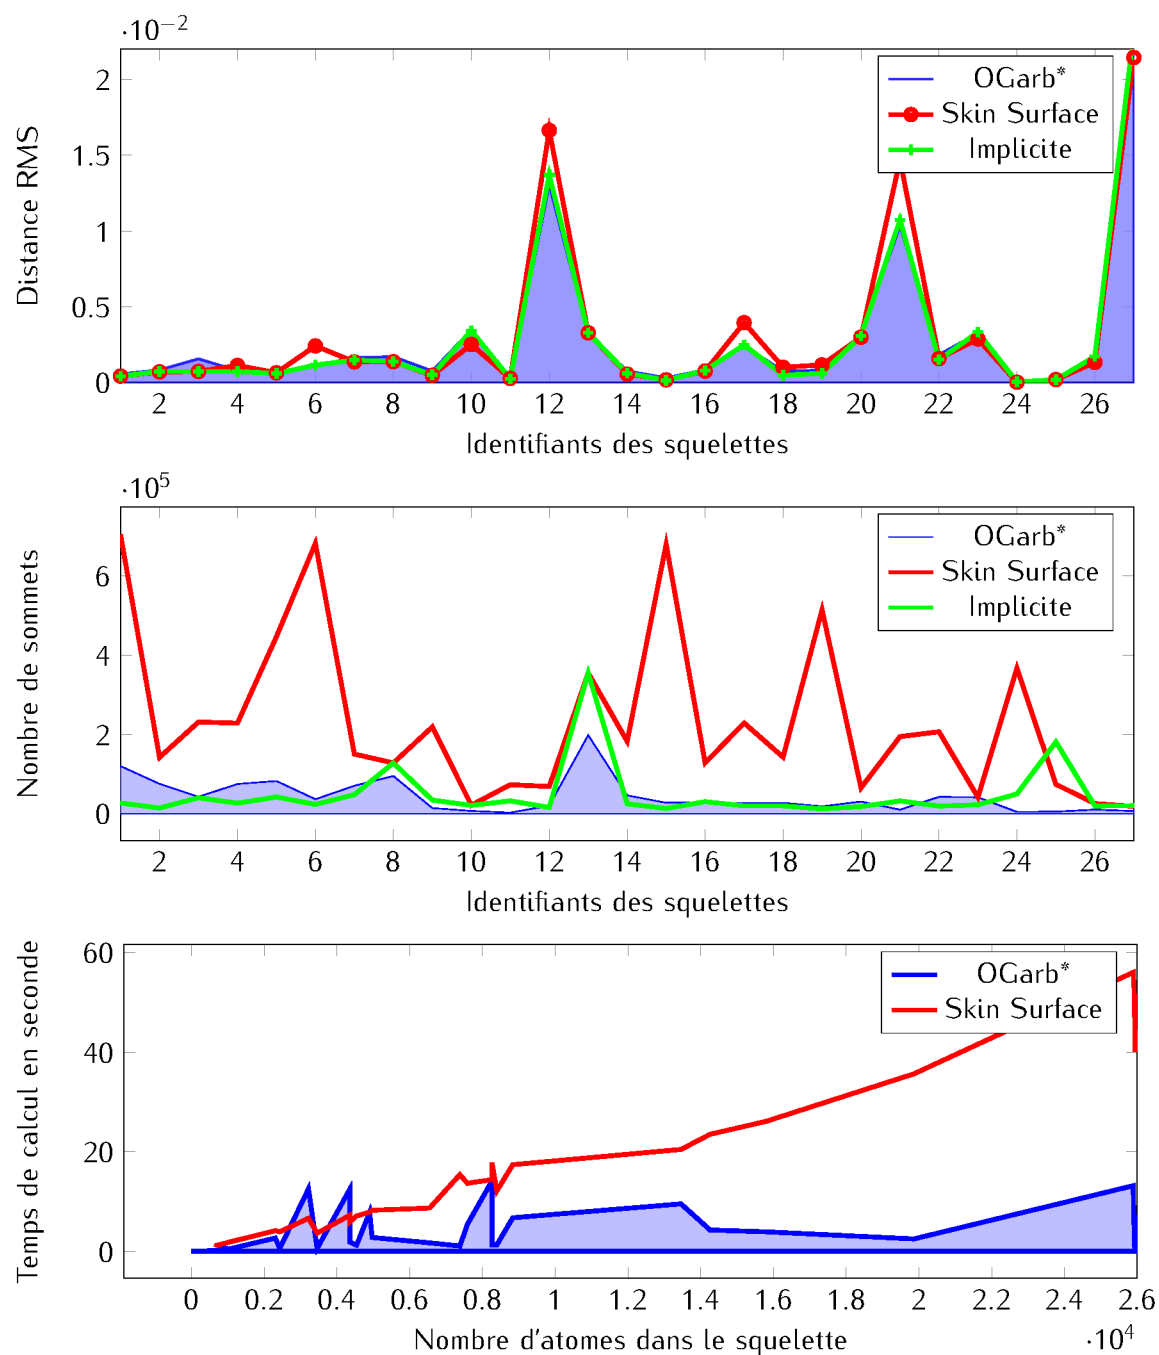 ·10−2
2
1.5
1
0.5
0
Distance RMS
OGarb*
Skin Surface
Implicite
2 4 6 8 10 12 14 16 18 20 22 24 26
Identifiants des squelettes
·105
6
4
2
0
Nombre de sommets
OGarb*
Skin Surface
Implicite
2 4 6 8 10 12 14 16 18 20 22 24 26
Identifiants des squelettes
60
40
20
0
Temps de calcul en seconde
OGarb*
Skin Surface
0 0.2 0.4 0.6 0.8 1 1.2 1.4 1.6 1.8 2 2.2 2.4 2.6
Nombre d'atomes dans le squelette
·104